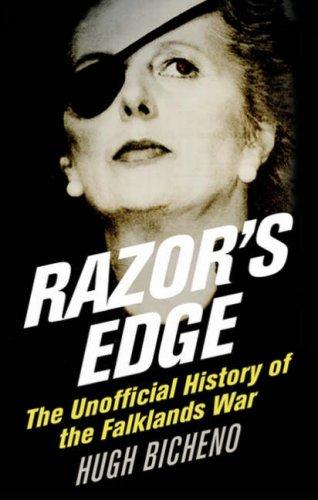 RAZOR'S
EDGE
The Unofficial History of
the Falklands War
HUGH BICHENO